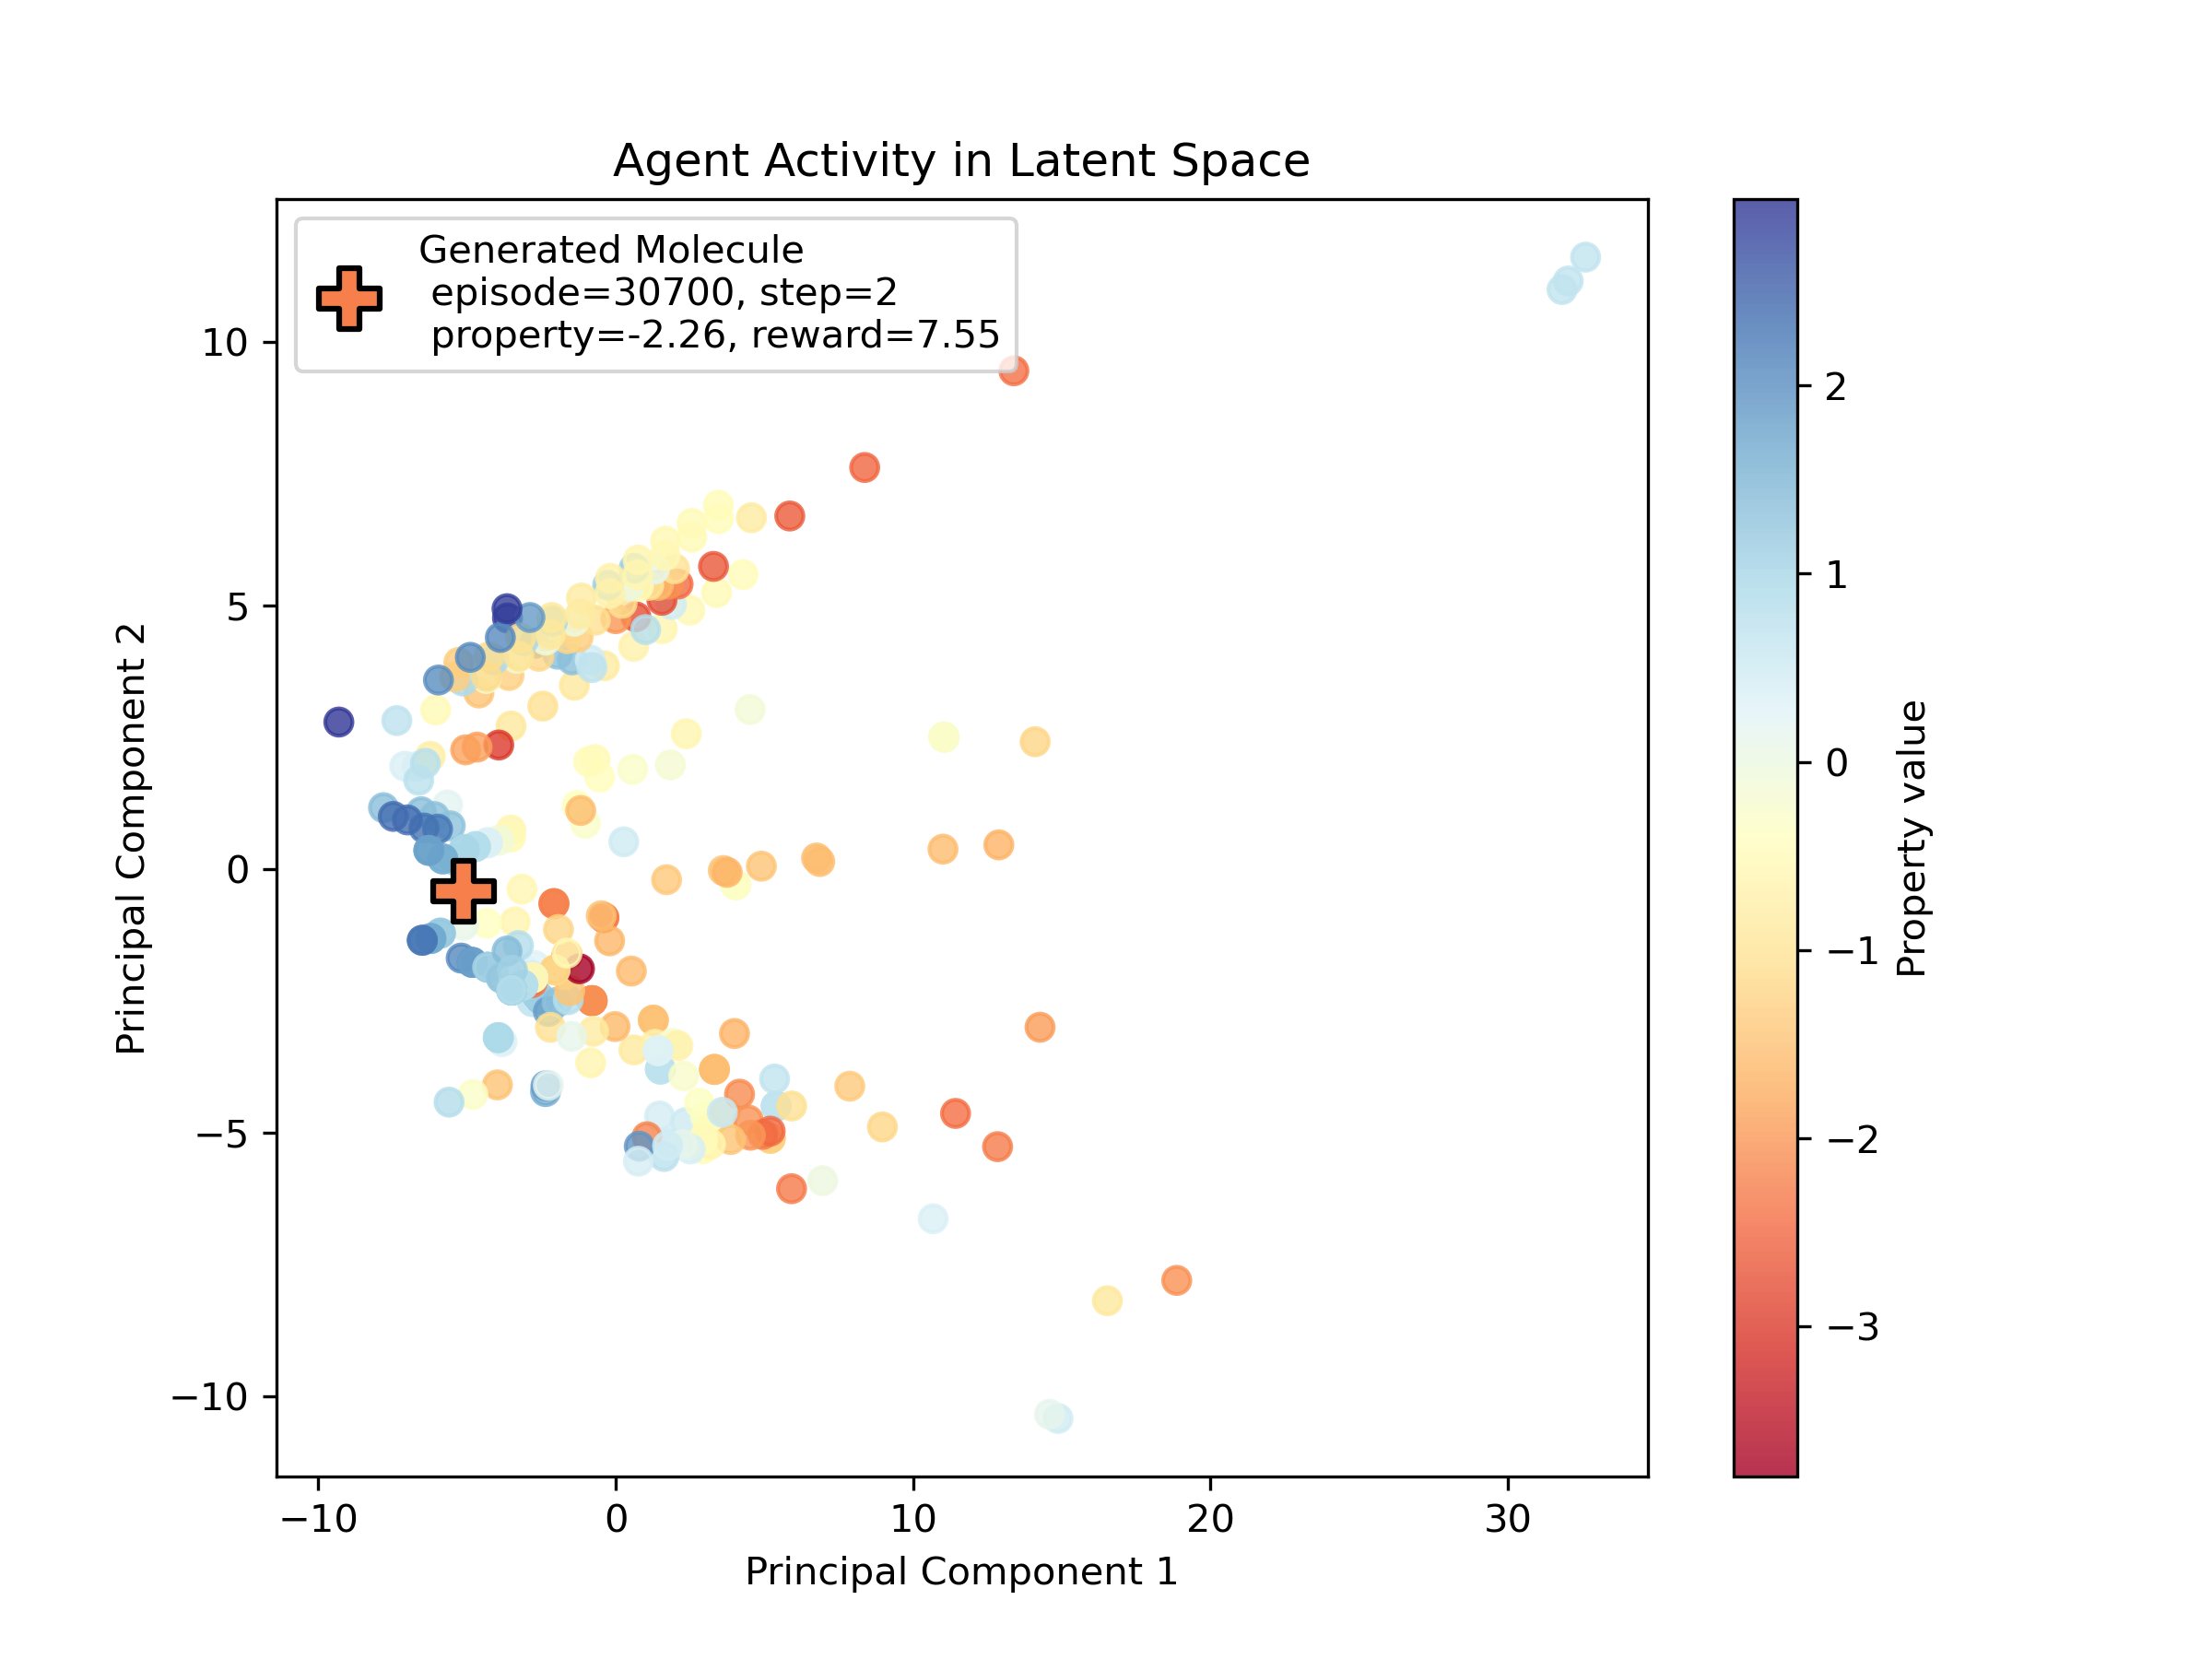 Agent Activity in Latent Space
Generated Molecule
episode=30700, step=2
property=-2.26, reward=7.55
10
5
0
−5
−10
Principal Component 2
−10
0
10
20
30
Principal Component 1
2
1
0
−1
−2
−3
Property value